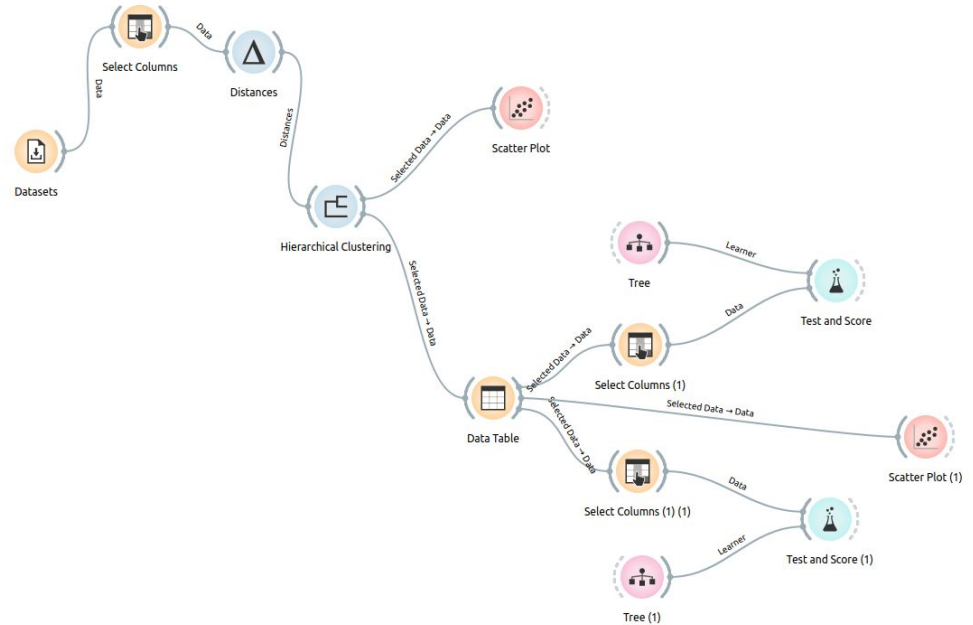 Select Columns
Data
Data
Distances
Datasets
Distances
Scatter Plot
Selected Data → Data
Hierarchical Clustering
Selected Data → Data
Tree
Learner
Test and Score
Data
Selected Data → Data
Select Columns (1)
Data Table
Selected Data → Data
Selected Data → Data
Scatter Plot (1)
Select Columns (1) (1)
Data
Test and Score (1)
Learner
Tree (1)